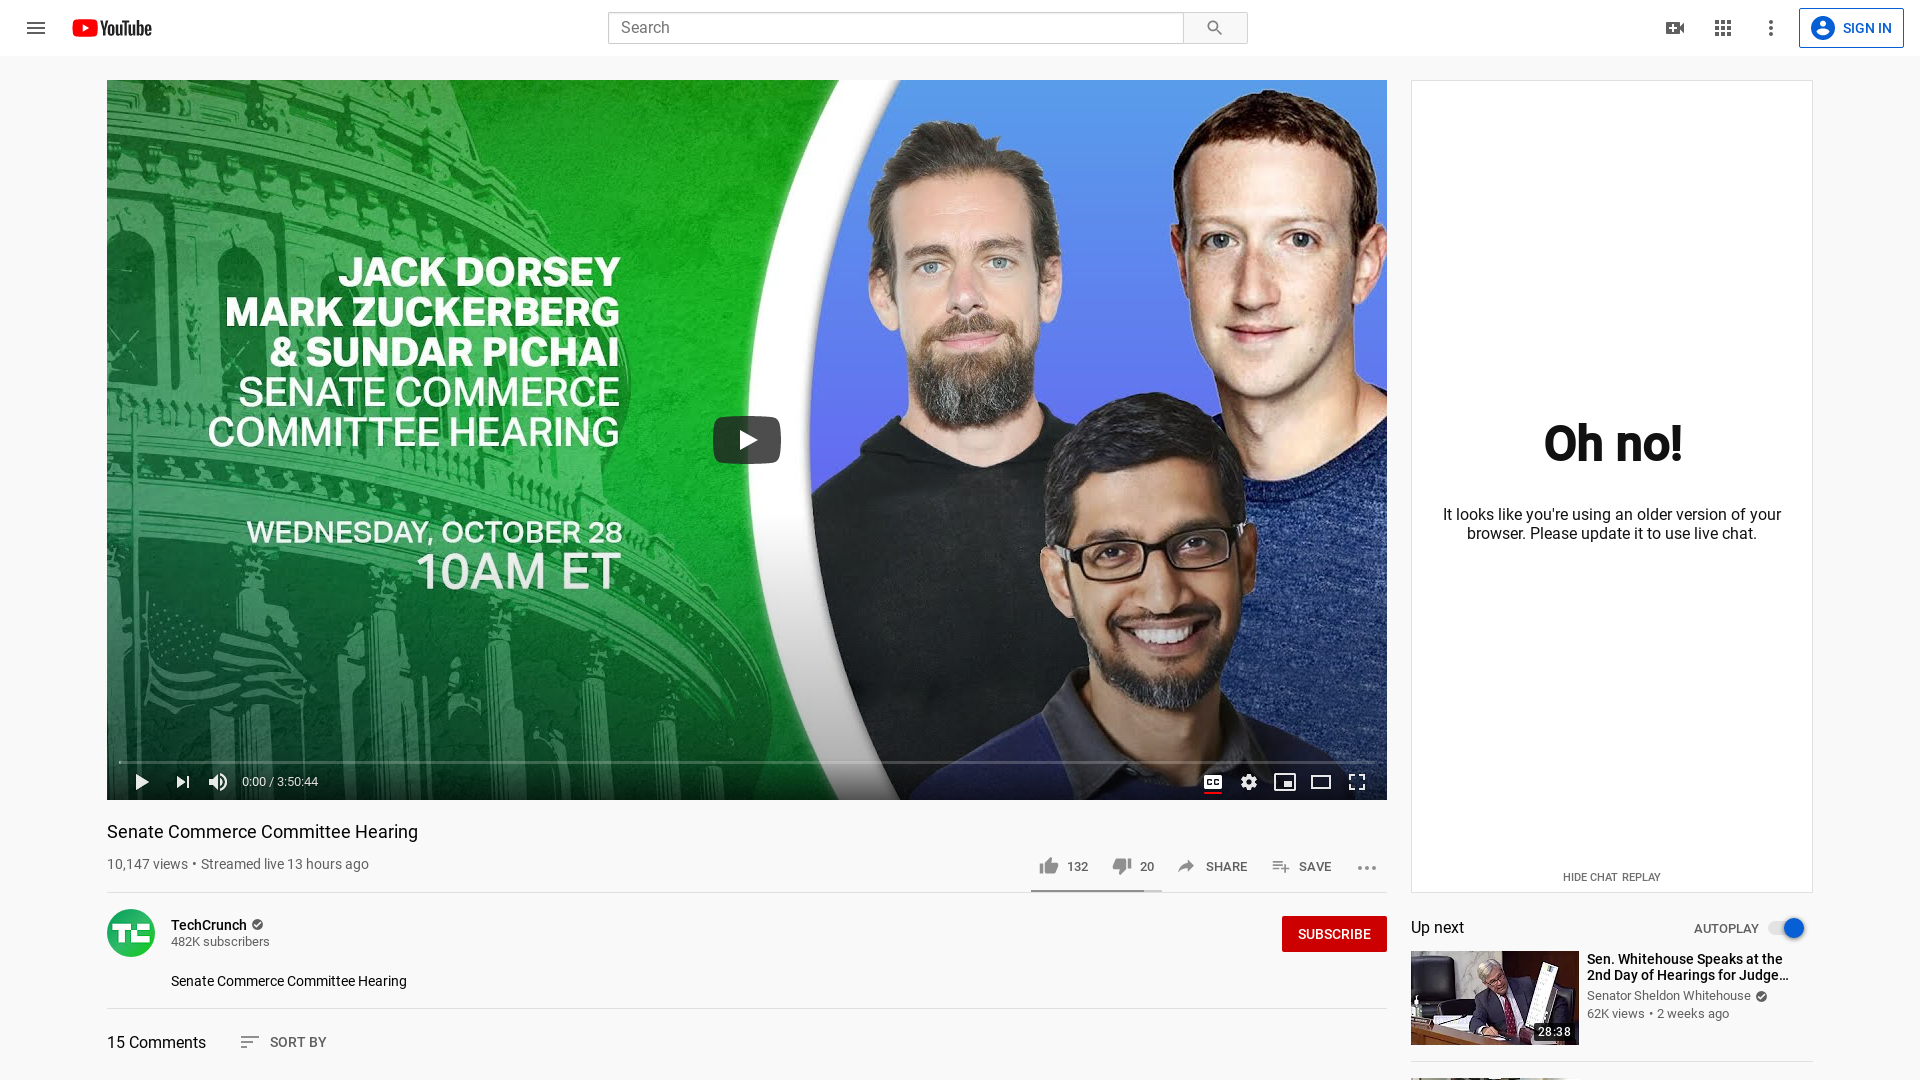 YouTube
Search
SIGN IN
JACK DORSEY
MARK ZUCKERBERG
& SUNDAR PICHAI
SENATE COMMERCE
COMMITTEE HEARING
WEDNESDAY, OCTOBER 28
10AM ET
0:00 / 3:50:44
CC
Oh no!
It looks like you're using an older version of your
browser. Please update it to use live chat.
HIDE CHAT REPLAY
Senate Commerce Committee Hearing
10,147 views • Streamed live 13 hours ago
132
20
SHARE
SAVE
TC
TechCrunch
482K subscribers
SUBSCRIBE
Senate Commerce Committee Hearing
15 Comments
SORT BY
Up next
AUTOPLAY
28:38
Sen. Whitehouse Speaks at the
2nd Day of Hearings for Judge...
Senator Sheldon Whitehouse
62K views • 2 weeks ago